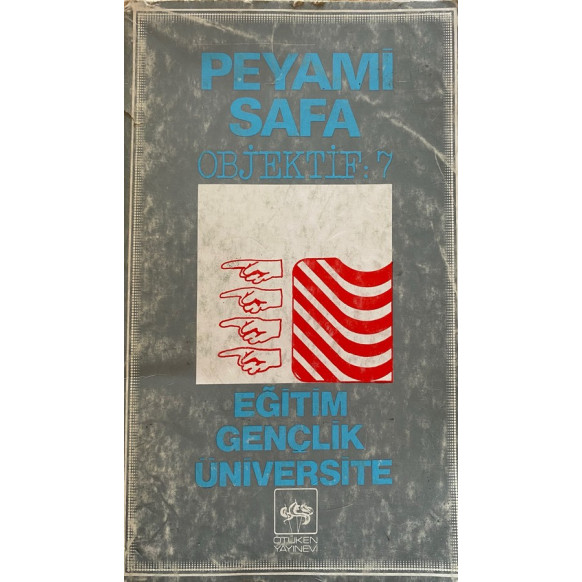 PEYAMİ
SAFA
OBJEKTİF: 7
EĞİTİM
GENÇLİK
ÜNİVERSİTE
ÖTÜKEN
YAYINEVİ